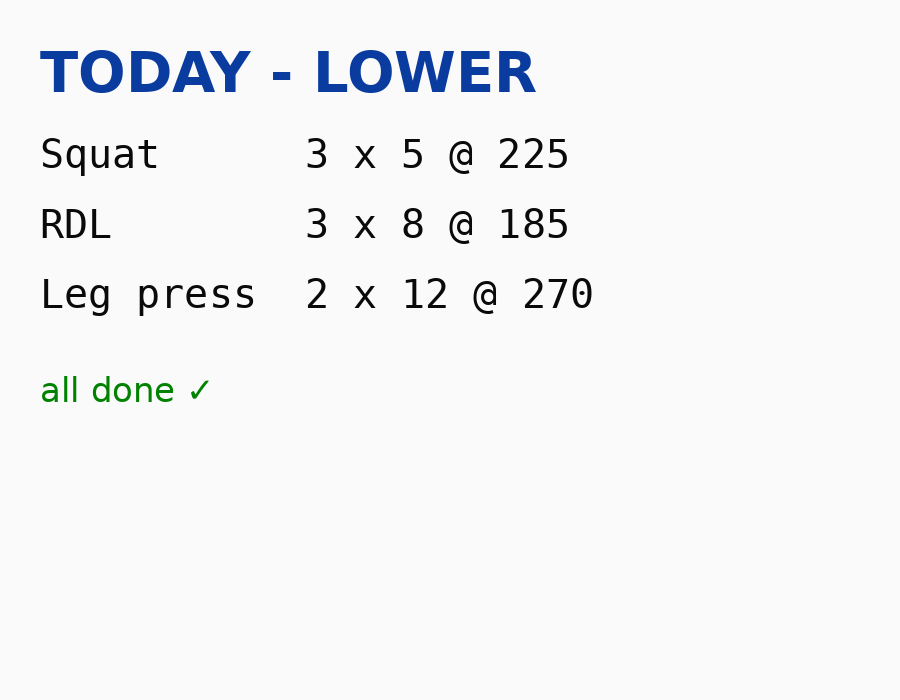 TODAY - LOWER
Squat 3 x 5 @ 225
RDL 3 x 8 @ 185
Leg press 2 x 12 @ 270
all done ✓